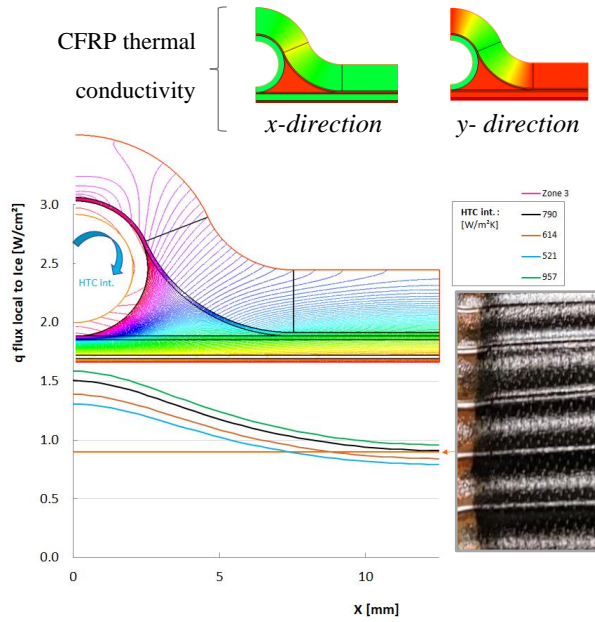 CFRP thermal
conductivity
x-direction
y- direction
q flux local to Ice [W/cm²]
3.0
2.5
2.0
1.5
1.0
0.5
0.0
0
5
10
X [mm]
HTC int.
Zone 3
HTC int.:
[W/m²K]
790
614
521
957